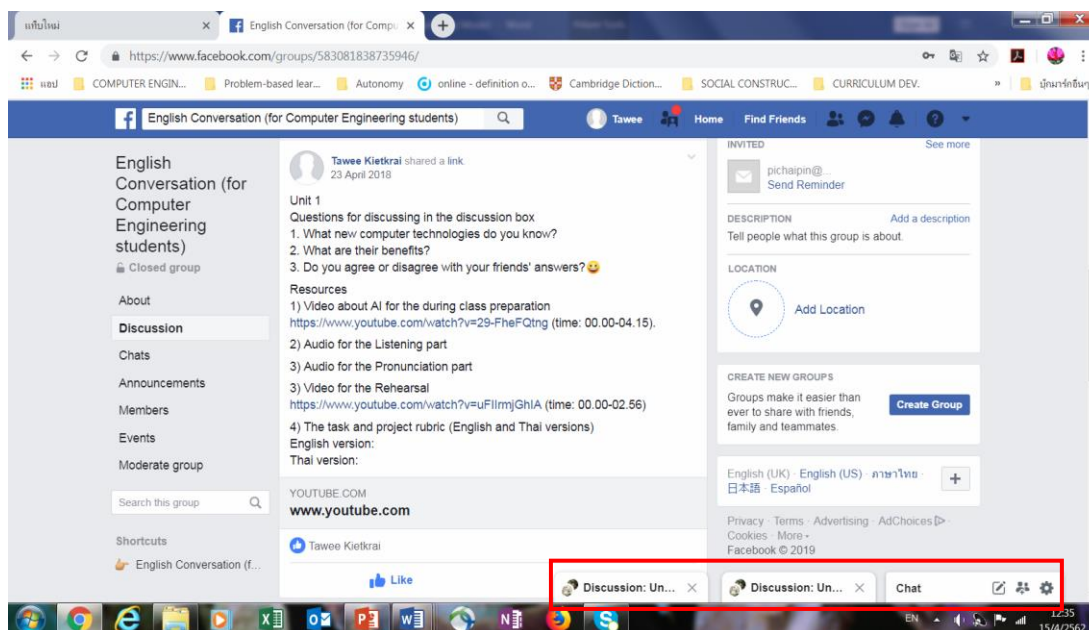 แท็บใหม่
English Conversation (for Compu
https://www.facebook.com/groups/583081838735946/
แอป
COMPUTER ENGIN...
Problem-based lear...
Autonomy
online - definition o...
Cambridge Diction...
SOCIAL CONSTRUC...
CURRICULUM DEV.
»
บุ๊กมาร์กอื่นๆ
English Conversation (for Computer Engineering students)
Tawee
Home
Find Friends
English
Conversation (for
Computer
Engineering
students)
Closed group
About
Discussion
Chats
Announcements
Members
Events
Moderate group
Search this group
Shortcuts
English Conversation (f...
Tawee Kietkrai shared a link.
23 April 2018
Unit 1
Questions for discussing in the discussion box
1. What new computer technologies do you know?
2. What are their benefits?
3. Do you agree or disagree with your friends' answers?😀
Resources
1) Video about AI for the during class preparation
https://www.youtube.com/watch?v=29-FheFQtng (time: 00.00-04.15).
2) Audio for the Listening part
3) Audio for the Pronunciation part
3) Video for the Rehearsal
https://www.youtube.com/watch?v=uFIlrmjGhIA (time: 00.00-02.56)
4) The task and project rubric (English and Thai versions)
English version:
Thai version:
YOUTUBE.COM
www.youtube.com
Tawee Kietkrai
Like
INVITED
See more
pichaipin@...
Send Reminder
DESCRIPTION
Add a description
Tell people what this group is about.
LOCATION
Add Location
CREATE NEW GROUPS
Groups make it easier than
ever to share with friends,
family and teammates.
Create Group
English (UK) · English (US) · ภาษาไทย ·
日本語 · Español
Privacy · Terms · Advertising · AdChoices ·
Cookies · More
Facebook © 2019
Discussion: Un...
Discussion: Un...
Chat
EN
12:35
15/4/2562